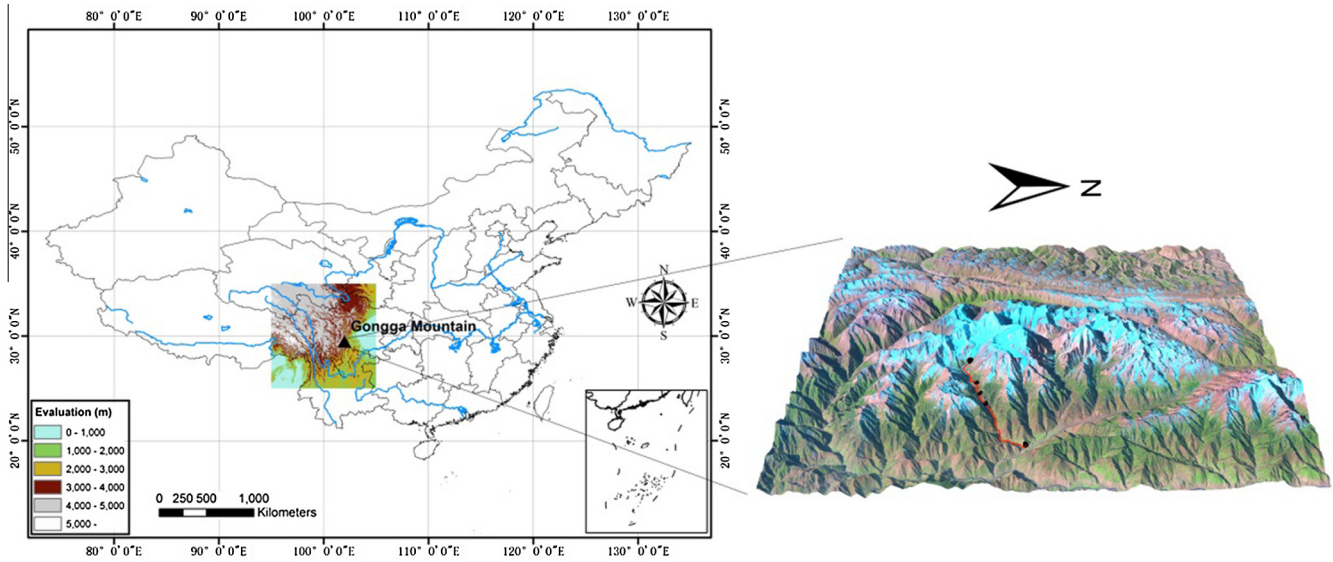 80° 0'0"E 90° 0'0"E 100° 0'0"E 110° 0'0"E 120° 0'0"E 130° 0'0"E
50° 0'0"N
50° 0'0"N
40° 0'0"N
40° 0'0"N
30° 0'0"N
30° 0'0"N
20° 0'0"N
20° 0'0"N
N
W E
S
Gongga Mountain
N
Evaluation (m)
0 - 1,000
1,000 - 2,000
2,000 - 3,000
3,000 - 4,000
4,000 - 5,000
5,000 -
0 250 500 1,000
Kilometers
80° 0'0"E 90° 0'0"E 100° 0'0"E 110° 0'0"E 120° 0'0"E 130° 0'0"E